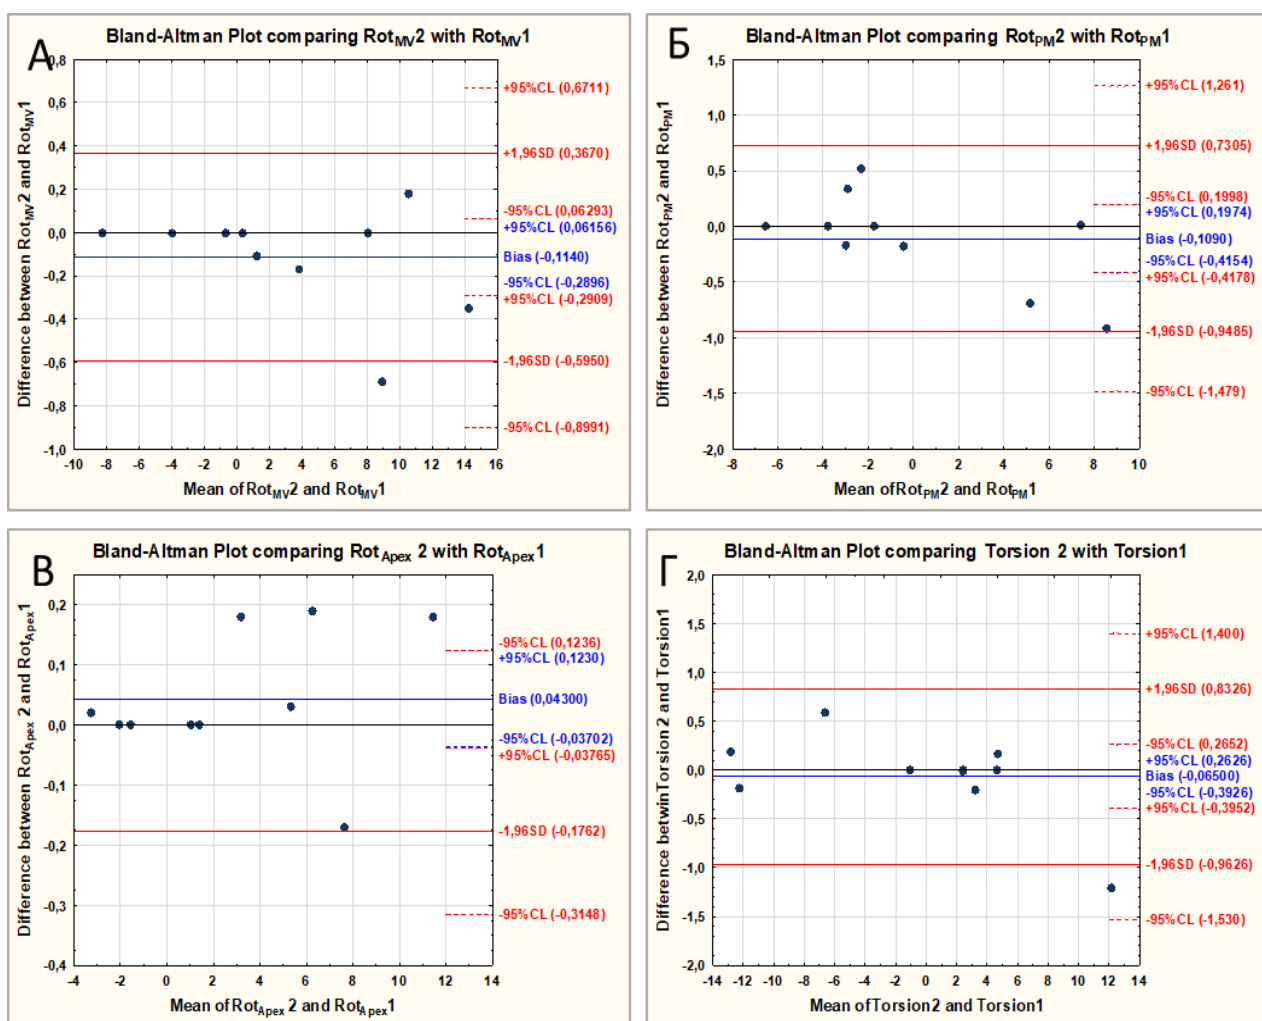 А
Bland-Altman Plot comparing RotMV2 with RotMV1
0,8
0,6
0,4
0,2
0,0
-0,2
-0,4
-0,6
-0,8
-1,0
-10 -8 -6 -4 -2 0 2 4 6 8 10 12 14 16
Difference between RotMV2 and RotMV1
Mean of RotMV2 and RotMV1
+95%CL (0,6711)
+1,96SD (0,3670)
-95%CL (0,06293)
+95%CL (0,06156)
Bias (-0,1140)
-95%CL (-0,2896)
+95%CL (-0,2909)
-1,96SD (-0,5950)
-95%CL (-0,8991)
Б
Bland-Altman Plot comparing RotPM2 with RotPM1
1,5
1,0
0,5
0,0
-0,5
-1,0
-1,5
-2,0
-8 -6 -4 -2 0 2 4 6 8 10
Difference between RotPM2 and RotPM1
Mean of RotPM2 and RotPM1
+95%CL (1,261)
+1,96SD (0,7305)
-95%CL (0,1998)
+95%CL (0,1974)
Bias (-0,1090)
-95%CL (-0,4154)
+95%CL (-0,4178)
-1,96SD (-0,9485)
-95%CL (-1,479)
В
Bland-Altman Plot comparing RotApex 2 with RotApex1
0,2
0,1
0,0
-0,1
-0,2
-0,3
-0,4
-4 -2 0 2 4 6 8 10 12 14
Difference between RotApex 2 and RotApex1
Mean of RotApex 2 and RotApex1
-95%CL (0,1236)
+95%CL (0,1230)
Bias (0,04300)
-95%CL (-0,03702)
+95%CL (-0,03765)
-1,96SD (-0,1762)
-95%CL (-0,3148)
Г
Bland-Altman Plot comparing Torsion 2 with Torsion1
2,0
1,5
1,0
0,5
0,0
-0,5
-1,0
-1,5
-2,0
-14 -12 -10 -8 -6 -4 -2 0 2 4 6 8 10 12 14
Difference betwinTorsion 2 and Torsion1
Mean of Torsion2 and Torsion1
+95%CL (1,400)
+1,96SD (0,8326)
-95%CL (0,2652)
+95%CL (0,2626)
Bias (-0,06500)
-95%CL (-0,3926)
+95%CL (-0,3952)
-1,96SD (-0,9626)
-95%CL (-1,530)